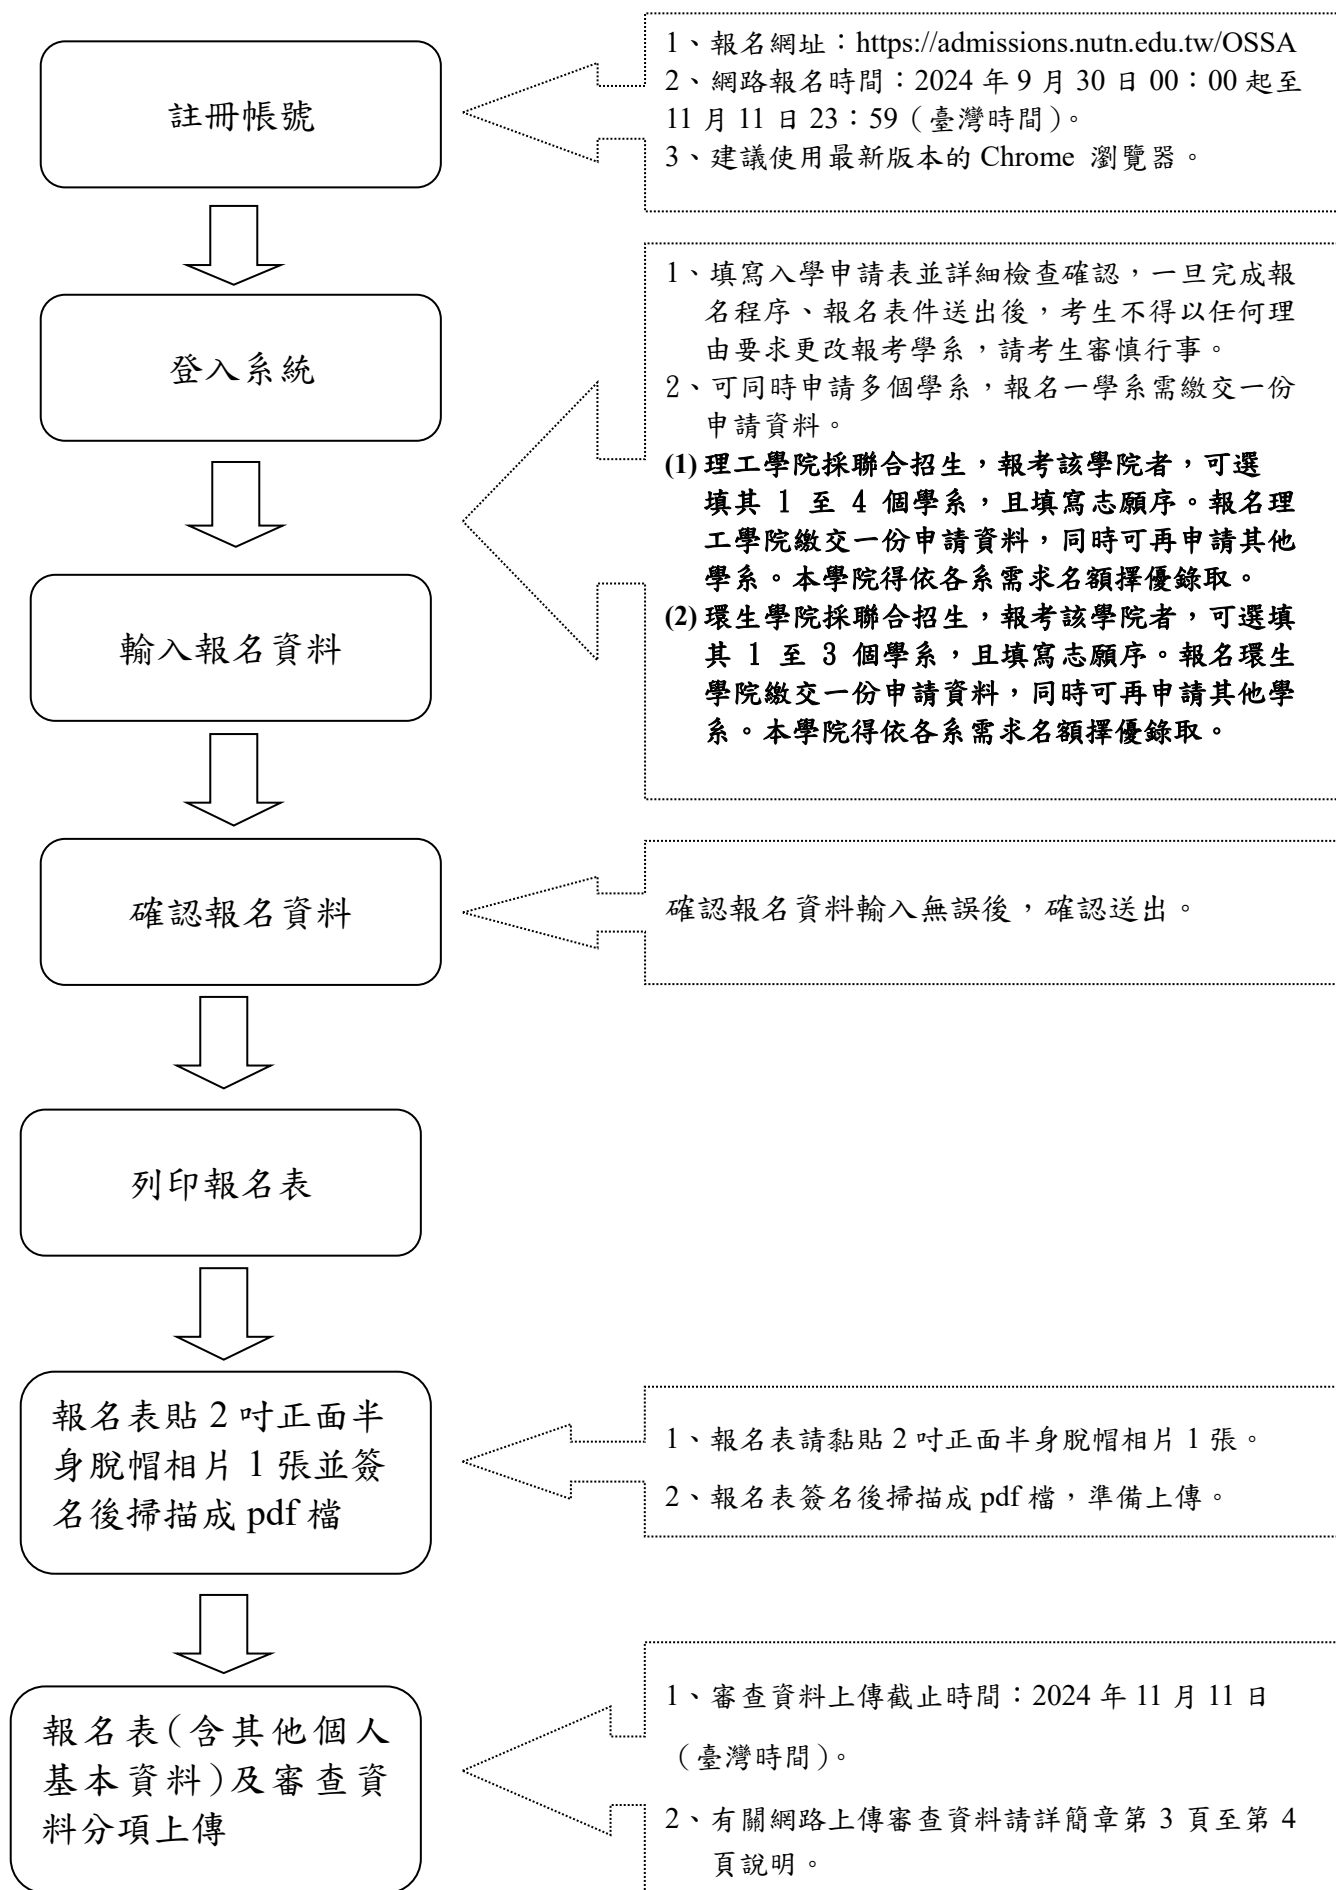 註冊帳號
1、報名網址：https://admissions.nutn.edu.tw/OSSA
2、網路報名時間：2024 年 9 月 30 日 00：00 起至
11 月 11 日 23：59（臺灣時間）。
3、建議使用最新版本的 Chrome 瀏覽器。
登入系統
1、填寫入學申請表並詳細檢查確認，一旦完成報
名程序、報名表件送出後，考生不得以任何理
由要求更改報考學系，請考生審慎行事。
2、可同時申請多個學系，報名一學系需繳交一份
申請資料。
(1) 理工學院採聯合招生，報考該學院者，可選
填其 1 至 4 個學系，且填寫志願序。報名理
工學院繳交一份申請資料，同時可再申請其他
學系。本學院得依各系需求名額擇優錄取。
(2) 環生學院採聯合招生，報考該學院者，可選填
其 1 至 3 個學系，且填寫志願序。報名環生
學院繳交一份申請資料，同時可再申請其他學
系。本學院得依各系需求名額擇優錄取。
輸入報名資料
確認報名資料
確認報名資料輸入無誤後，確認送出。
列印報名表
報名表貼 2 吋正面半
身脫帽相片 1 張並簽
名後掃描成 pdf 檔
1、報名表請黏貼 2 吋正面半身脫帽相片 1 張。
2、報名表簽名後掃描成 pdf 檔，準備上傳。
報名表（含其他個人
基本資料）及審查資
料分項上傳
1、審查資料上傳截止時間：2024 年 11 月 11 日
（臺灣時間）。
2、有關網路上傳審查資料請詳簡章第 3 頁至第 4
頁說明。